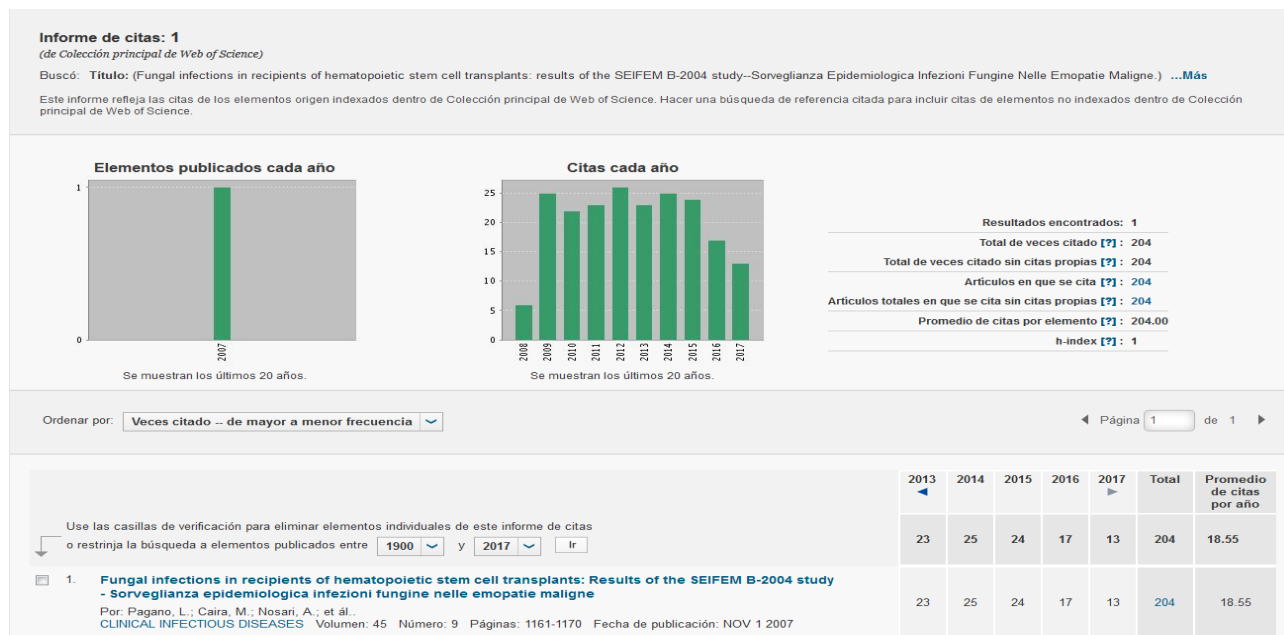 Informe de citas: 1
(de Colección principal de Web of Science)
Buscó: Título: (Fungal infections in recipients of hematopoietic stem cell transplants: results of the SEIFEM B-2004 study--Sorveglianza Epidemiologica Infezioni Fungine Nelle Emopatie Maligne.) ...Más
Este informe refleja las citas de los elementos origen indexados dentro de Colección principal de Web of Science. Hacer una búsqueda de referencia citada para incluir citas de elementos no indexados dentro de Colección
principal de Web of Science.
Elementos publicados cada año
1
0
2007
Se muestran los últimos 20 años.
Citas cada año
25
20
15
10
5
0
2008 2009 2010 2011 2012 2013 2014 2015 2016 2017
Se muestran los últimos 20 años.
Resultados encontrados: 1
Total de veces citado [?] : 204
Total de veces citado sin citas propias [?] : 204
Artículos en que se cita [?] : 204
Artículos totales en que se cita sin citas propias [?] : 204
Promedio de citas por elemento [?] : 204.00
h-index [?] : 1
Ordenar por: Veces citado -- de mayor a menor frecuencia
Página 1 de 1
2013 2014 2015 2016 2017 Total Promedio
de citas
por año
Use las casillas de verificación para eliminar elementos individuales de este informe de citas
o restrinja la búsqueda a elementos publicados entre 1900 y 2017 Ir
23 25 24 17 13 204 18.55
1. Fungal infections in recipients of hematopoietic stem cell transplants: Results of the SEIFEM B-2004 study
- Sorveglianza epidemiologica infezioni fungine nelle emopatie maligne
Por: Pagano, L.; Caira, M.; Nosari, A.; et ál..
CLINICAL INFECTIOUS DISEASES Volumen: 45 Número: 9 Páginas: 1161-1170 Fecha de publicación: NOV 1 2007
23 25 24 17 13 204 18.55